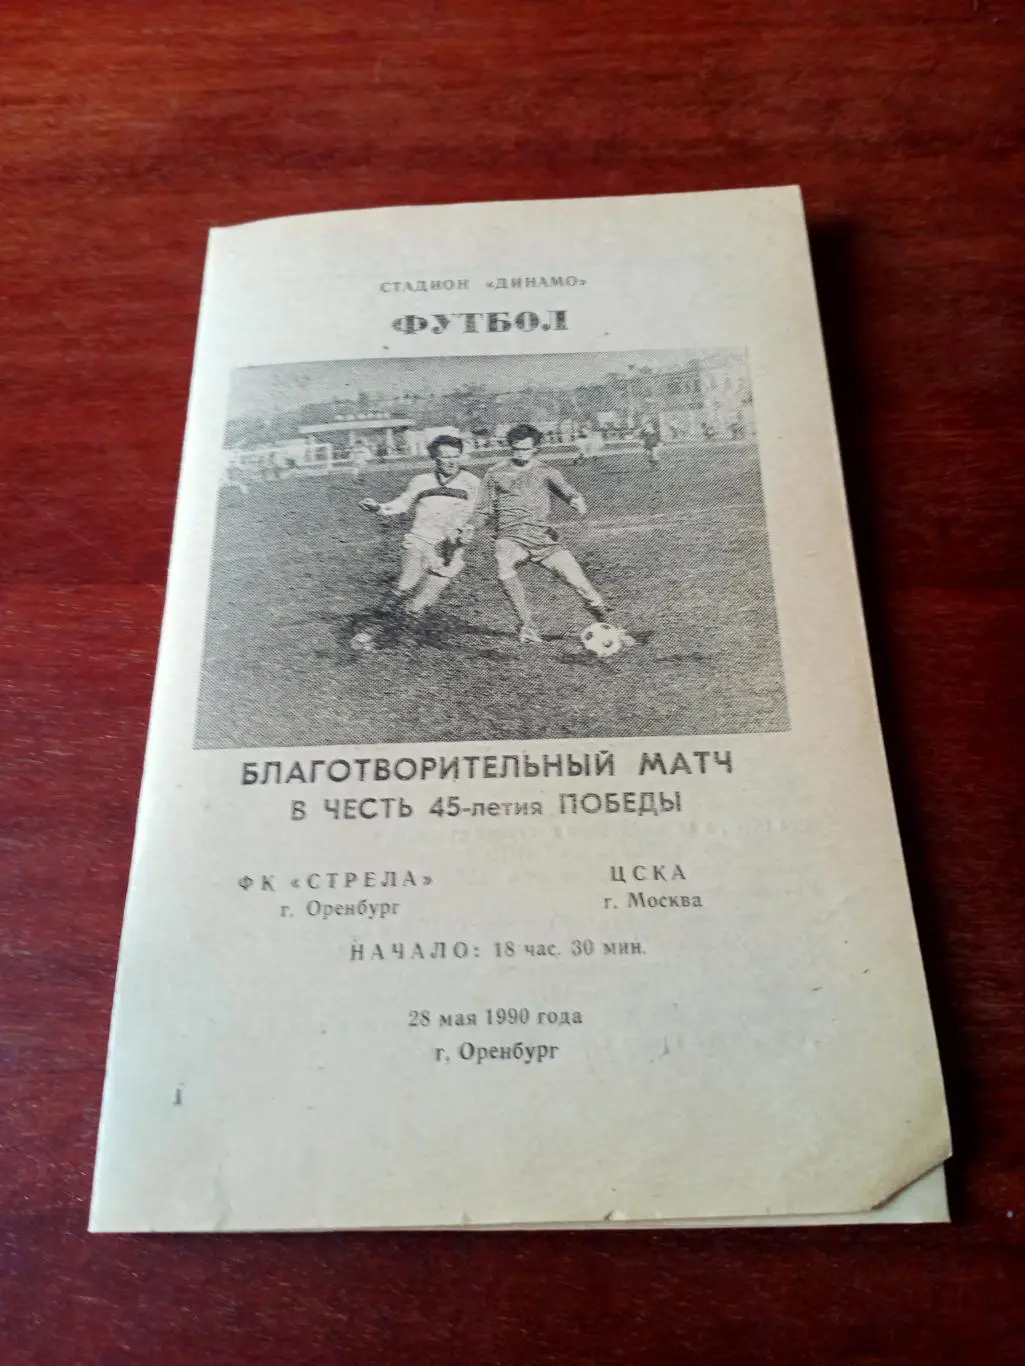 СТАДИОН «ДИНАМО»
ФУТБОЛ
БЛАГОТВОРИТЕЛЬНЫЙ МАТЧ
В ЧЕСТЬ 45-летия ПОБЕДЫ
ФК «СТРЕЛА» ЦСКА
г. Оренбург г. Москва
НАЧАЛО: 18 час. 30 мин.
28 мая 1990 года
г. Оренбург
1